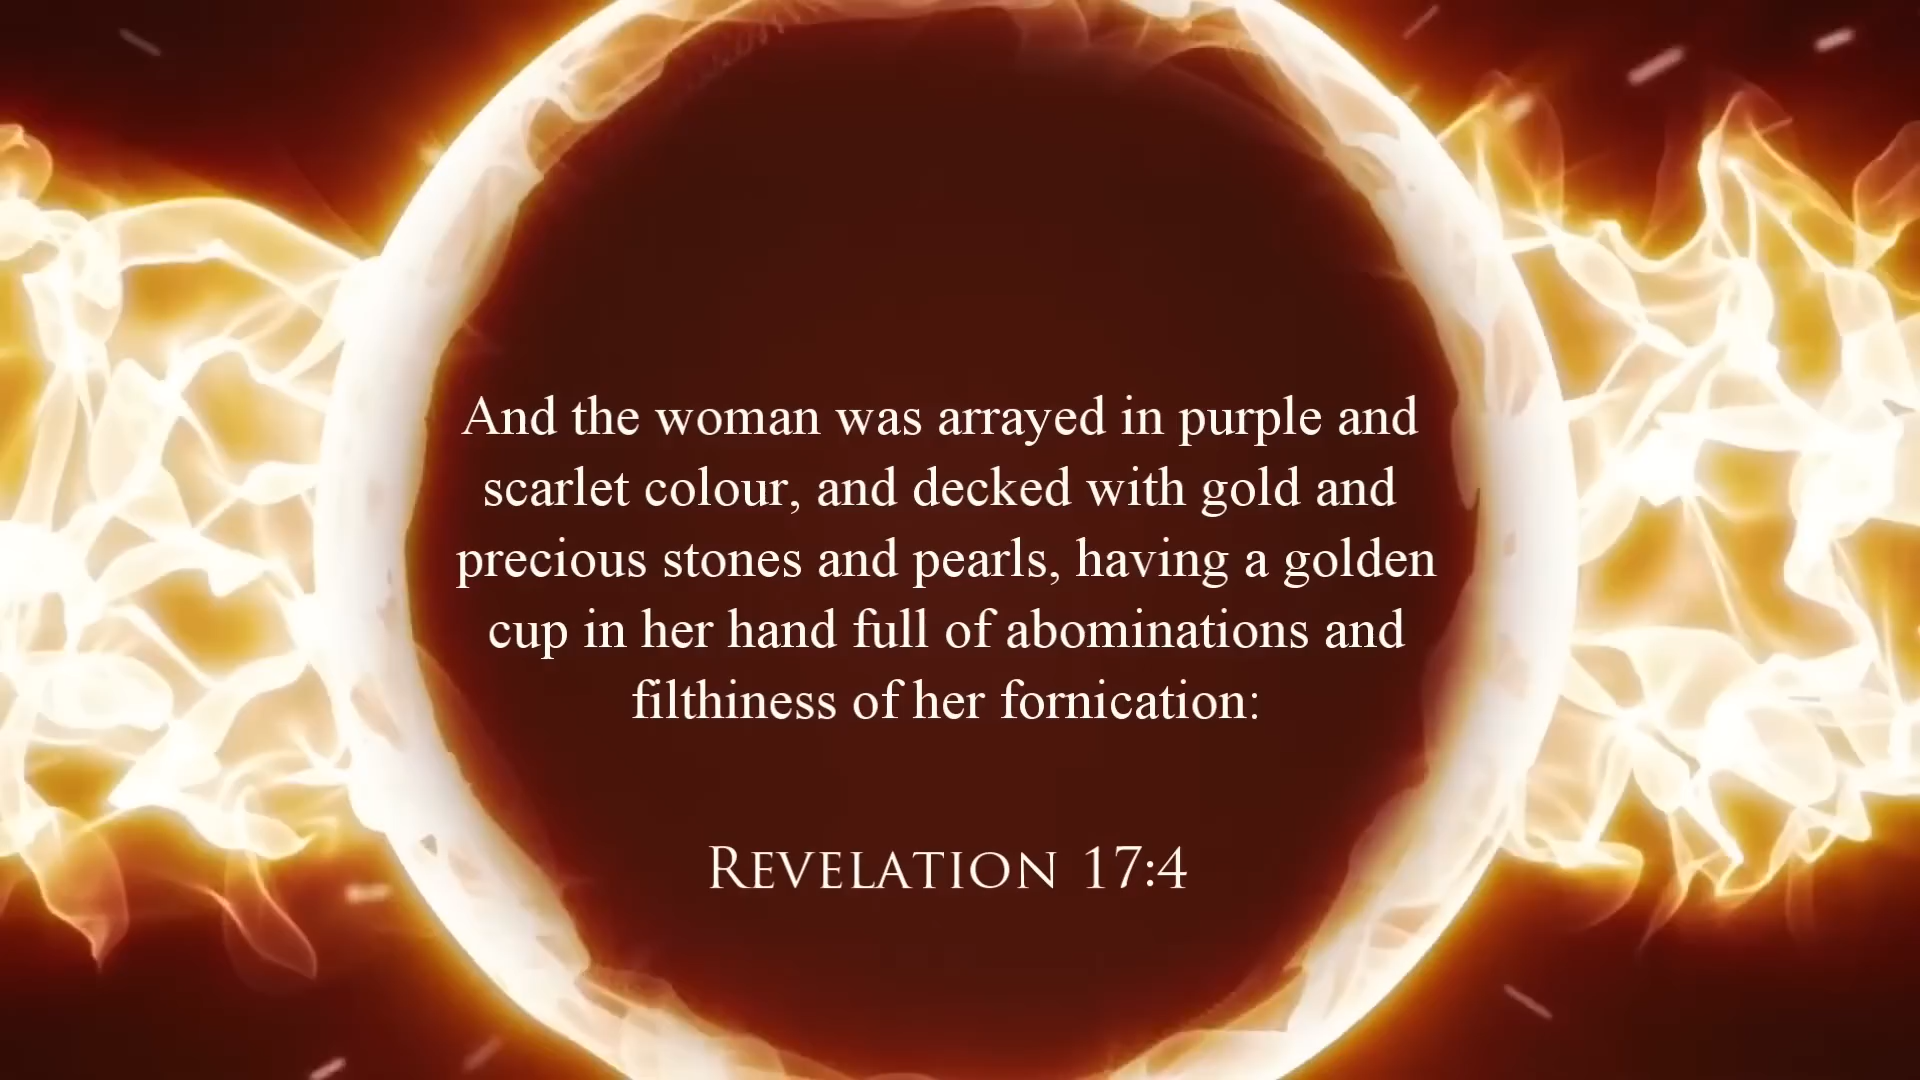 And the woman was arrayed in purple and
scarlet colour, and decked with gold and
precious stones and pearls, having a golden
cup in her hand full of abominations and
filthiness of her fornication:
Revelation 17:4